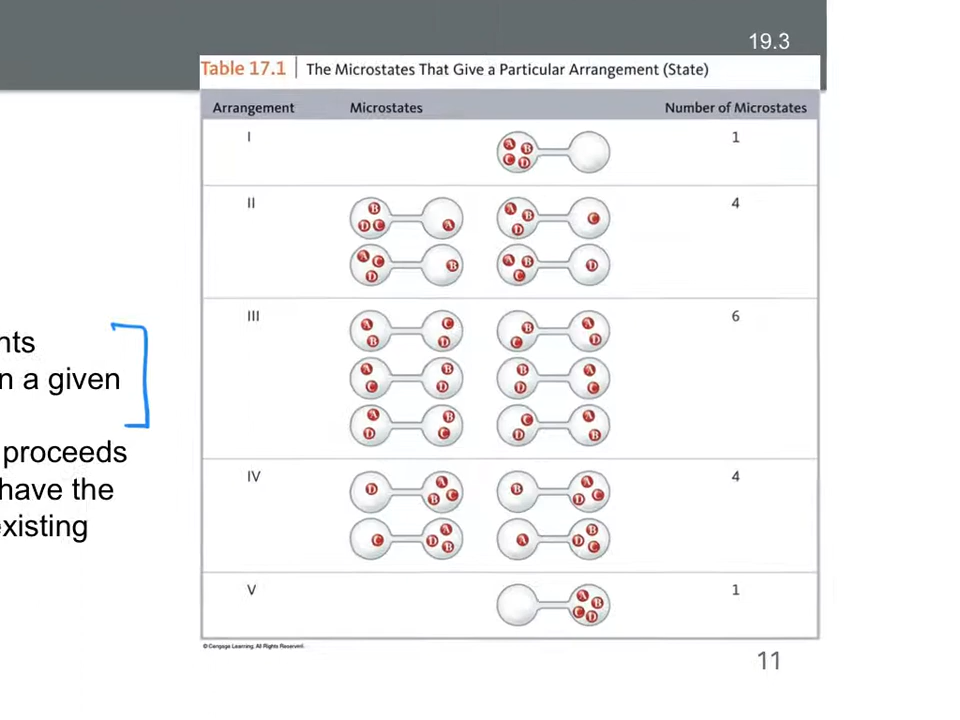 19.3
Table 17.1 | The Microstates That Give a Particular Arrangement (State)
Arrangement Microstates Number of Microstates
I 1
A B C D
II 4
B D C A
A B D C
A C D B
A B C D
III 6
A B C D
B C A D
A C B D
B D A C
A D B C
C D A B
IV 4
D A B C
B A D C
C A D B
A B D C
V 1
A B C D
nts
n a given
proceeds
have the
existing
© Cengage Learning. All Rights Reserved.
11